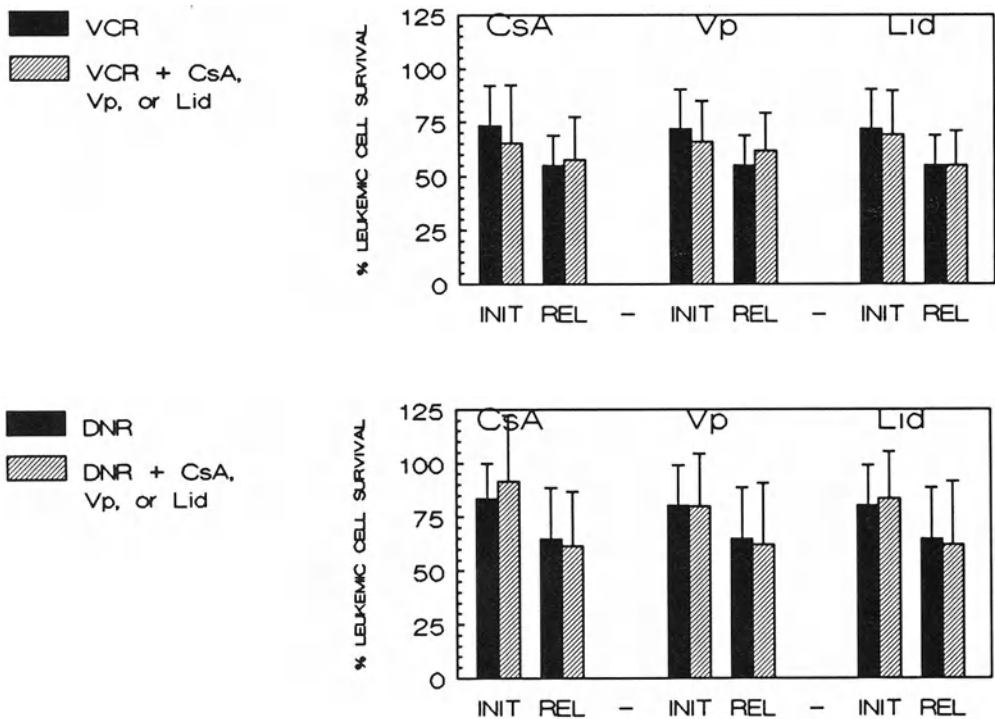 VCR
VCR + CsA,
Vp, or Lid
% LEUKEMIC CELL SURVIVAL
125
100
75
50
25
0
CsA Vp Lid
INIT REL – INIT REL – INIT REL
DNR
DNR + CsA,
Vp, or Lid
% LEUKEMIC CELL SURVIVAL
125
100
75
50
25
0
CsA Vp Lid
INIT REL – INIT REL – INIT REL